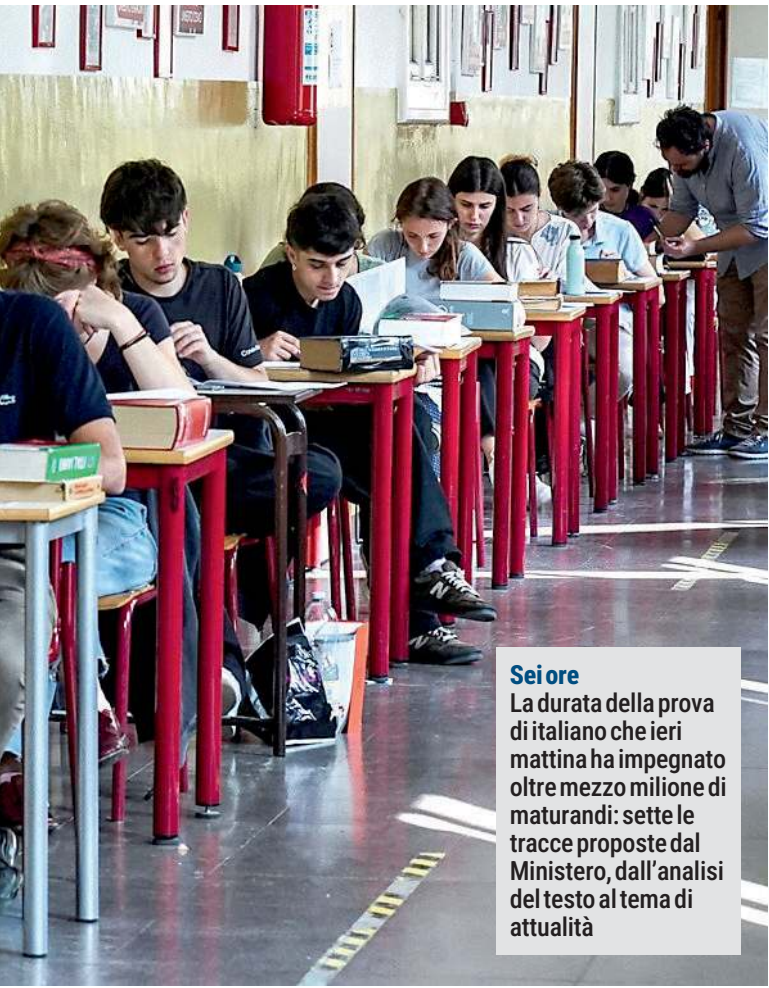 Sei ore
La durata della prova
di italiano che ieri
mattina ha impegnato
oltre mezzo milione di
maturandi: sette le
tracce proposte dal
Ministero, dall'analisi
del testo al tema di
attualità